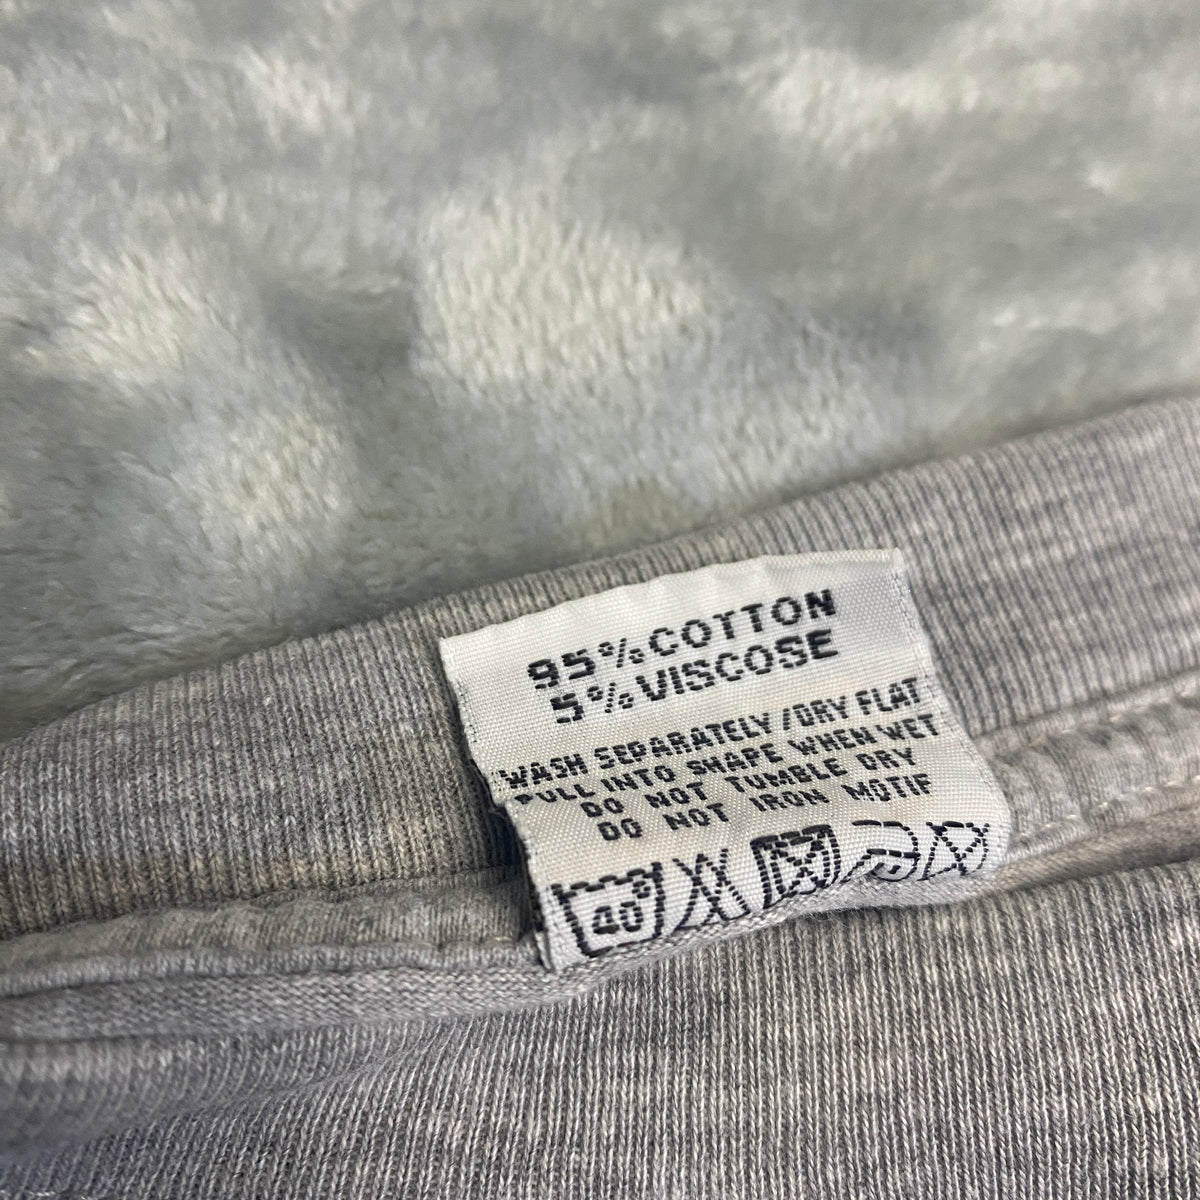 95% COTTON
5% VISCOSE
WASH SEPARATELY / DRY FLAT
PULL INTO SHAPE WHEN WET
DO NOT TUMBLE DRY
DO NOT IRON MOTIF
40°